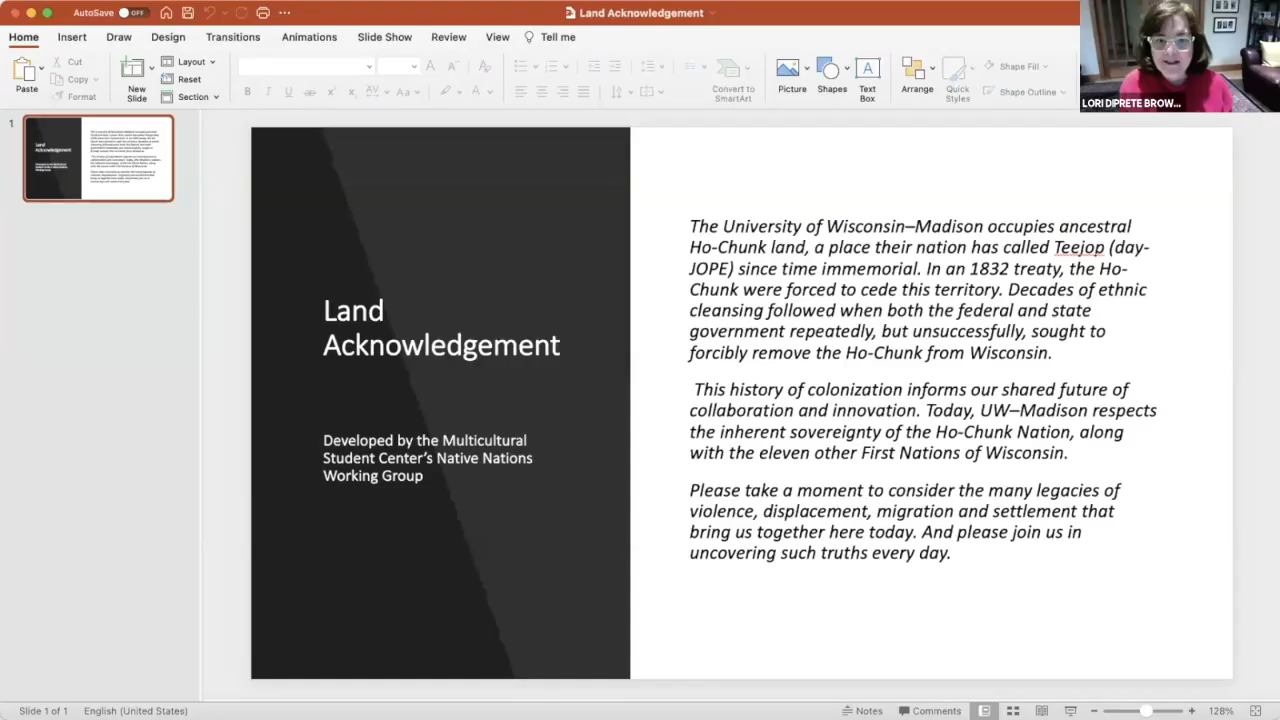 AutoSave OFF
Land Acknowledgement
Home Insert Draw Design Transitions Animations Slide Show Review View Tell me
Paste
Cut
Copy
Format
New Slide
Layout
Reset
Section
Convert to SmartArt
Picture
Shapes
Text Box
Arrange
Quick Styles
Shape Fill
Shape Outline
LORI DIPRETE BROW...
1
Land
Acknowledgement
Developed by the Multicultural
Student Center's Native Nations
Working Group
The University of Wisconsin–Madison occupies ancestral
Ho-Chunk land, a place their nation has called Teejop (day-
JOPE) since time immemorial. In an 1832 treaty, the Ho-
Chunk were forced to cede this territory. Decades of ethnic
cleansing followed when both the federal and state
government repeatedly, but unsuccessfully, sought to
forcibly remove the Ho-Chunk from Wisconsin.
This history of colonization informs our shared future of
collaboration and innovation. Today, UW–Madison respects
the inherent sovereignty of the Ho-Chunk Nation, along
with the eleven other First Nations of Wisconsin.
Please take a moment to consider the many legacies of
violence, displacement, migration and settlement that
bring us together here today. And please join us in
uncovering such truths every day.
Slide 1 of 1 English (United States) Notes Comments 128%